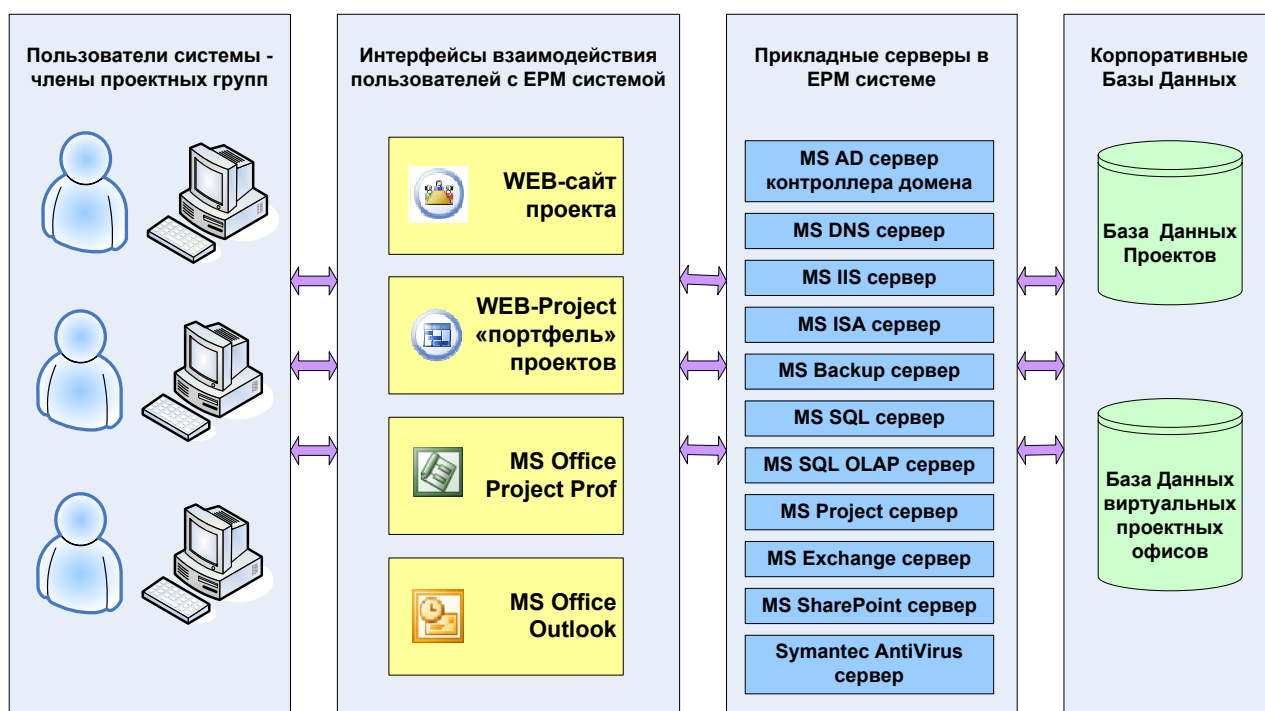 Пользователи системы -
члены проектных групп
Интерфейсы взаимодействия
пользователей с EPM системой
WEB-сайт
проекта
WEB-Project
«портфель»
проектов
MS Office
Project Prof
MS Office
Outlook
Прикладные серверы в
EPM системе
MS AD сервер
контроллера домена
MS DNS сервер
MS IIS сервер
MS ISA сервер
MS Backup сервер
MS SQL сервер
MS SQL OLAP сервер
MS Project сервер
MS Exchange сервер
MS SharePoint сервер
Symantec AntiVirus
сервер
Корпоративные
Базы Данных
База Данных
Проектов
База Данных
виртуальных
проектных
офисов